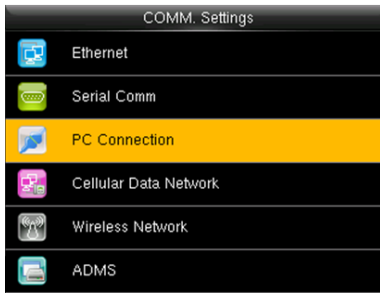 COMM. Settings
Ethernet
Serial Comm
PC Connection
Cellular Data Network
Wireless Network
ADMS